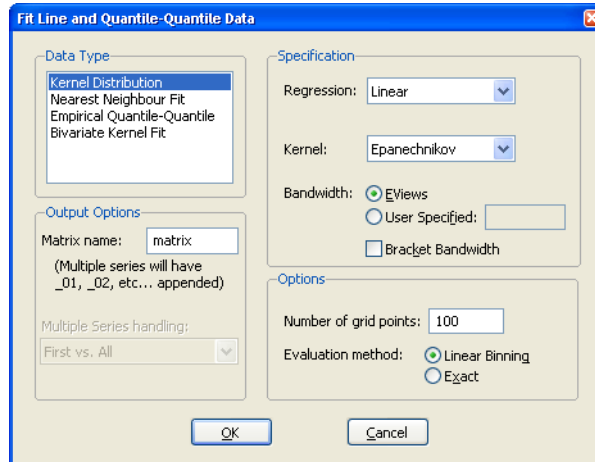 Fit Line and Quantile-Quantile Data
Data Type
Kernel Distribution
Nearest Neighbour Fit
Empirical Quantile-Quantile
Bivariate Kernel Fit
Output Options
Matrix name: matrix
(Multiple series will have
_01, _02, etc... appended)
Multiple Series handling:
First vs. All
Specification
Regression: Linear
Kernel: Epanechnikov
Bandwidth: EViews
User Specified:
Bracket Bandwidth
Options
Number of grid points: 100
Evaluation method: Linear Binning
Exact
OK
Cancel